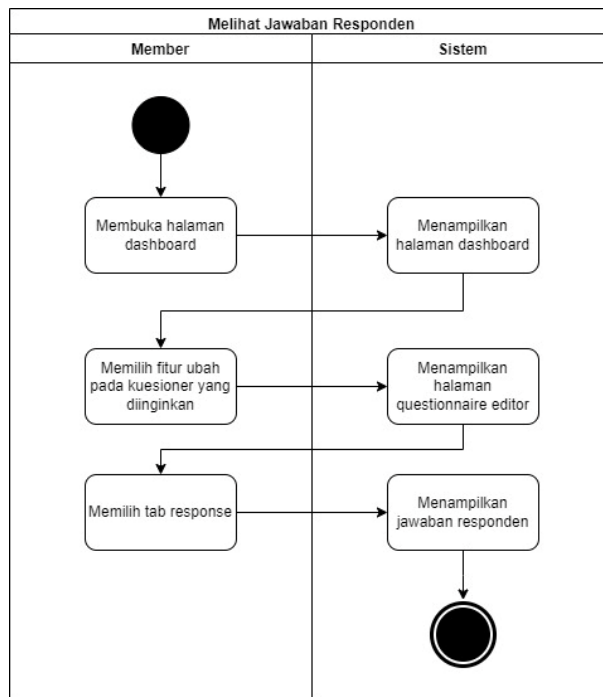 Melihat Jawaban Responden
Member
Sistem
Membuka halaman
dashboard
Menampilkan
halaman dashboard
Memilih fitur ubah
pada kuesioner yang
diinginkan
Menampilkan
halaman
questionnaire editor
Memilih tab response
Menampilkan
jawaban responden